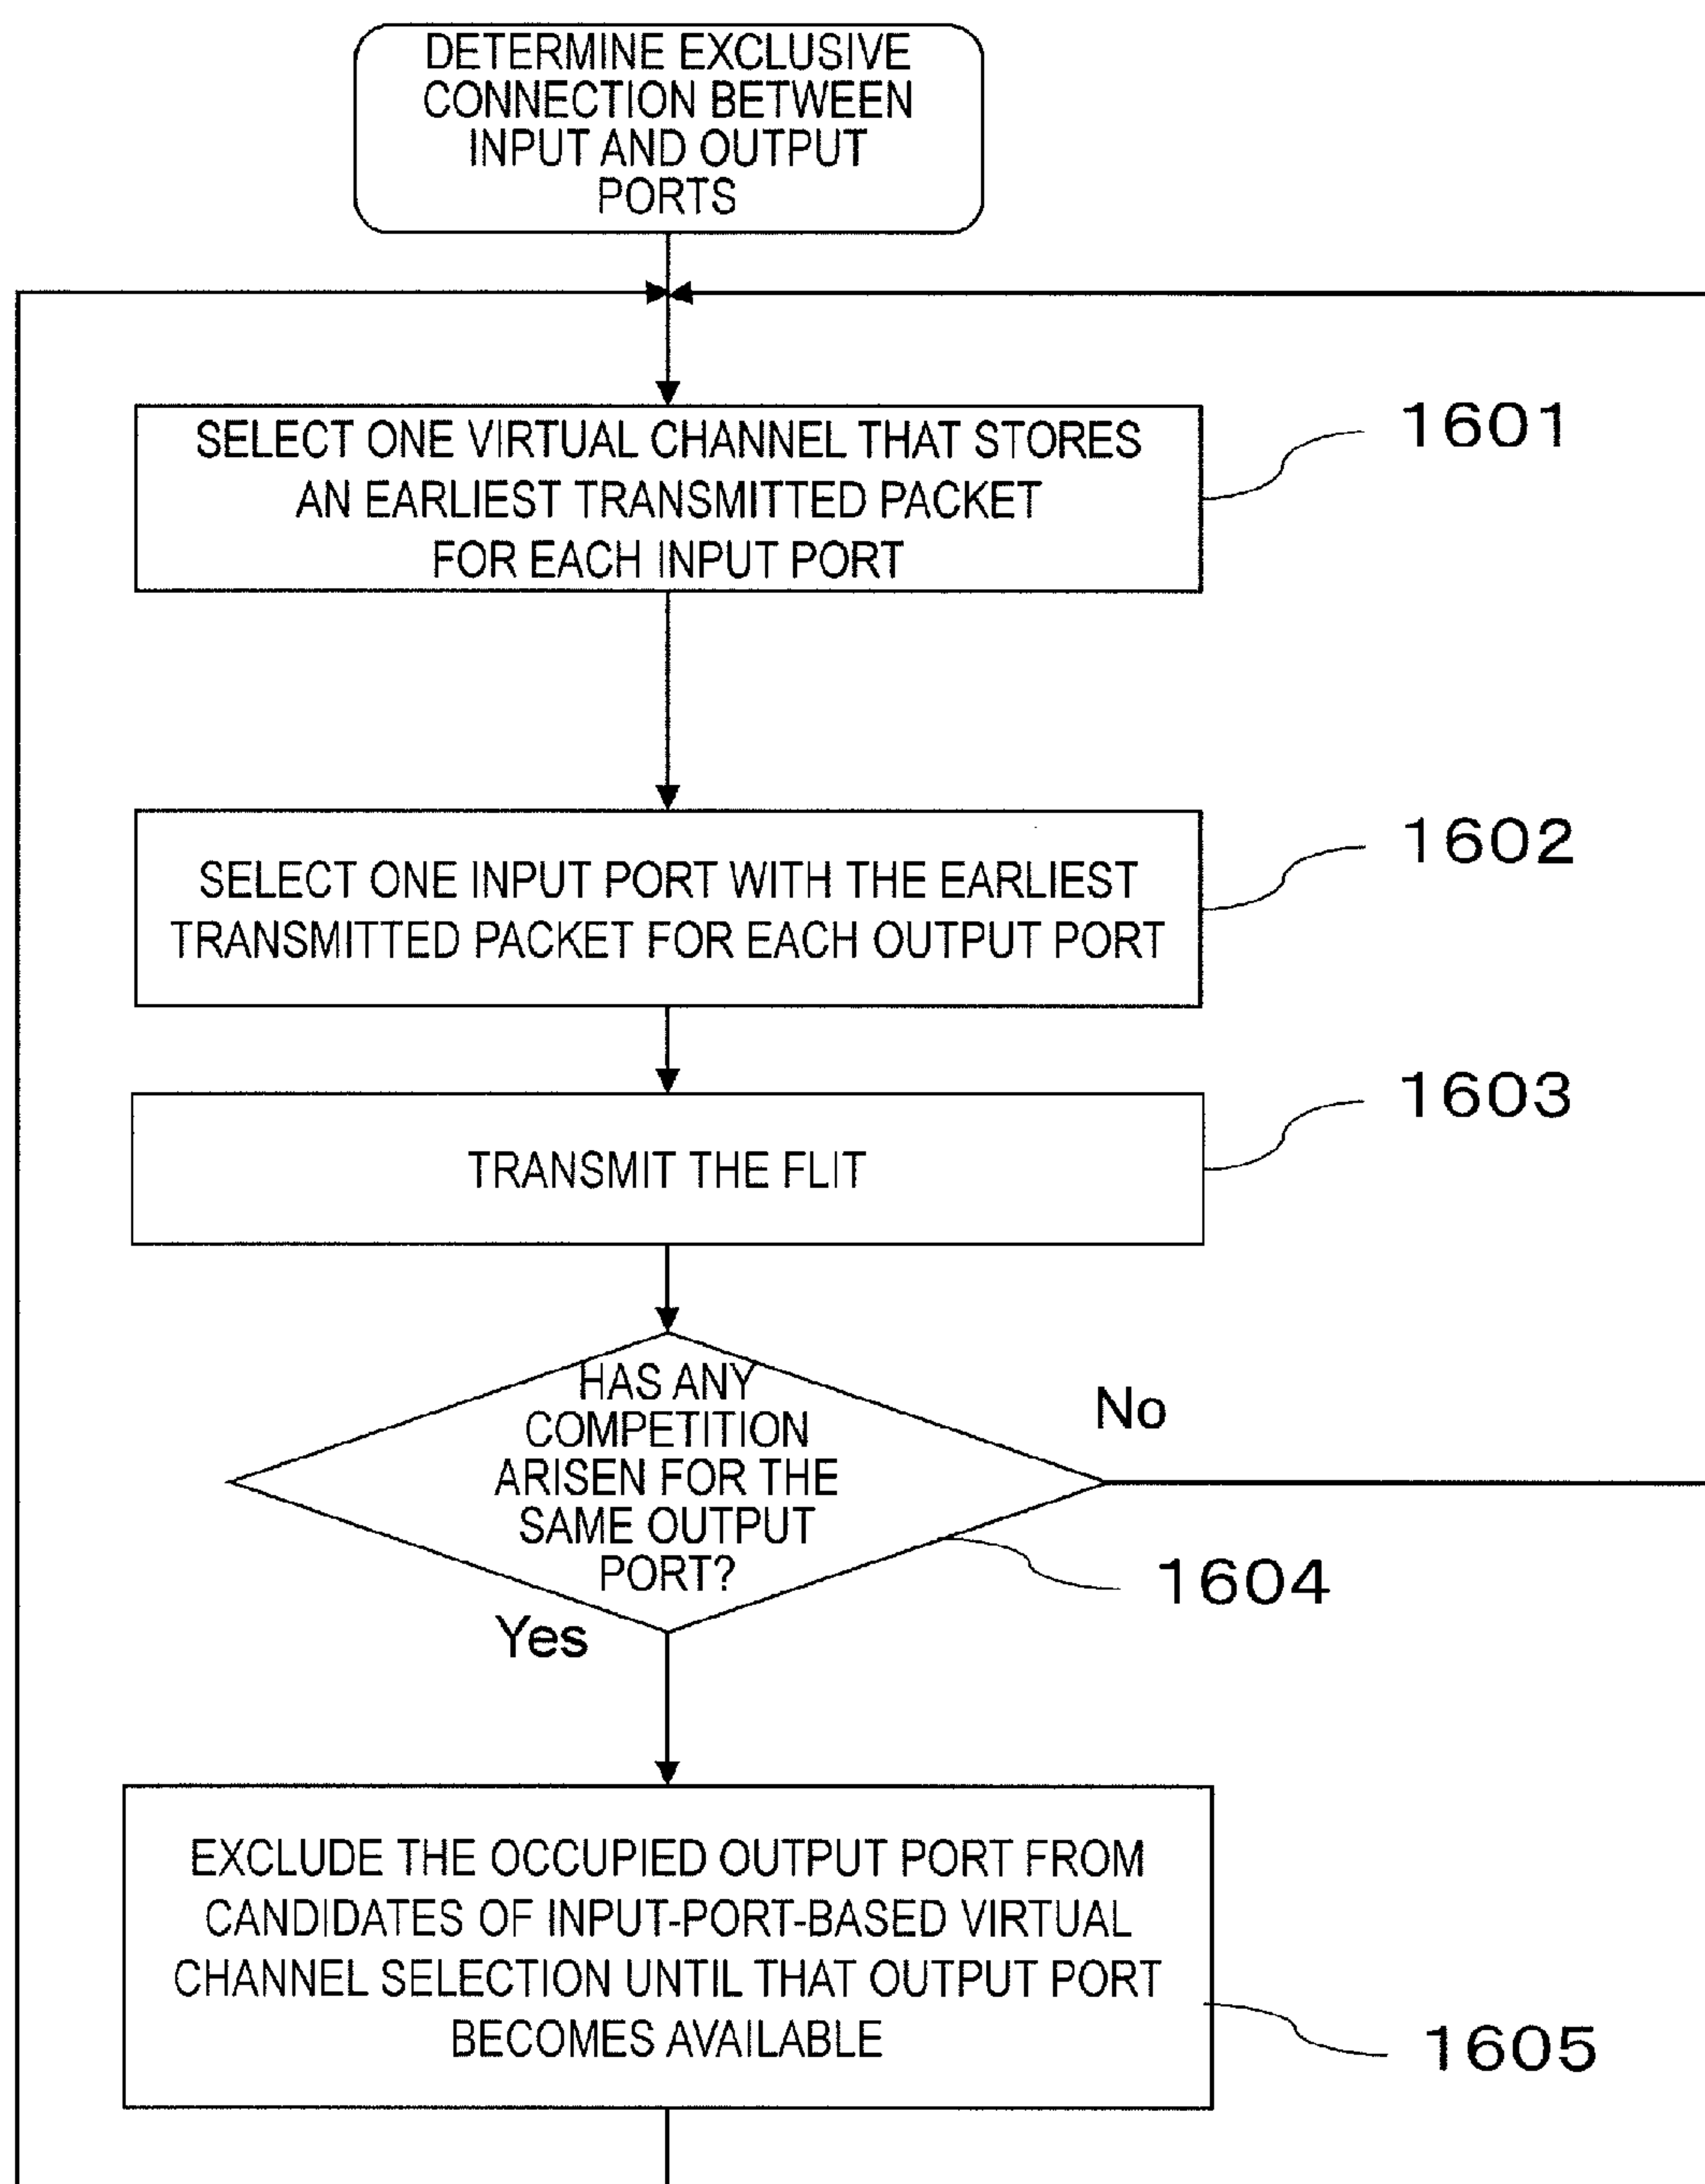 DETERMINE EXCLUSIVE
CONNECTION BETWEEN
INPUT AND OUTPUT
PORTS
SELECT ONE VIRTUAL CHANNEL THAT STORES
AN EARLIEST TRANSMITTED PACKET
FOR EACH INPUT PORT
1601
SELECT ONE INPUT PORT WITH THE EARLIEST
TRANSMITTED PACKET FOR EACH OUTPUT PORT
1602
TRANSMIT THE FLIT
1603
HAS ANY
COMPETITION
ARISEN FOR THE
SAME OUTPUT
PORT?
No
1604
Yes
EXCLUDE THE OCCUPIED OUTPUT PORT FROM
CANDIDATES OF INPUT-PORT-BASED VIRTUAL
CHANNEL SELECTION UNTIL THAT OUTPUT PORT
BECOMES AVAILABLE
1605